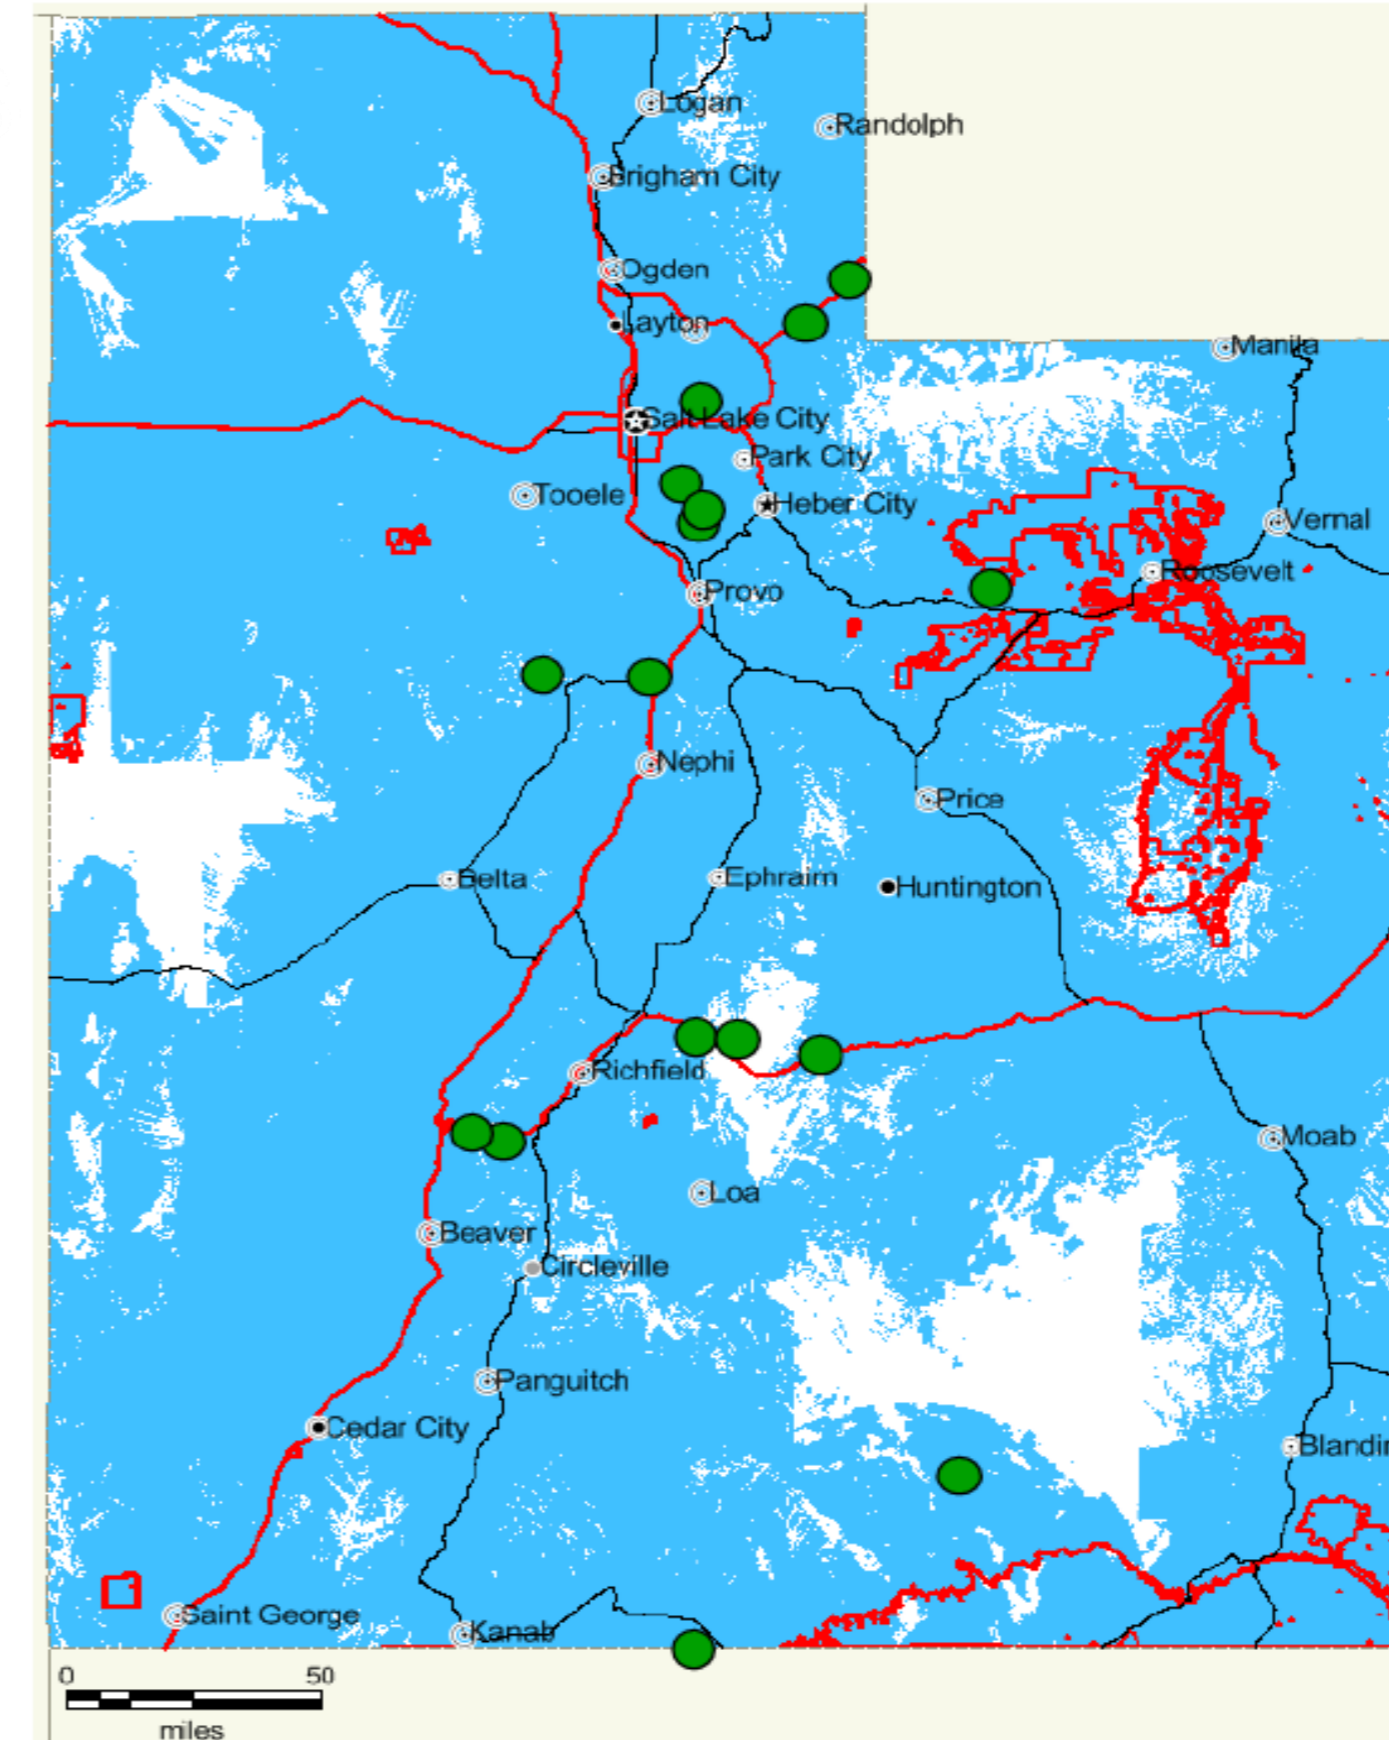 Logan
Randolph
Brigham City
Ogden
Layton
Manila
Salt Lake City
Park City
Tooele
Heber City
Vernal
Roosevelt
Provo
Nephi
Price
Delta
Ephraim
Huntington
Richfield
Moab
Loa
Beaver
Circleville
Panguitch
Cedar City
Blandin
Saint George
Kanab
0 50
miles